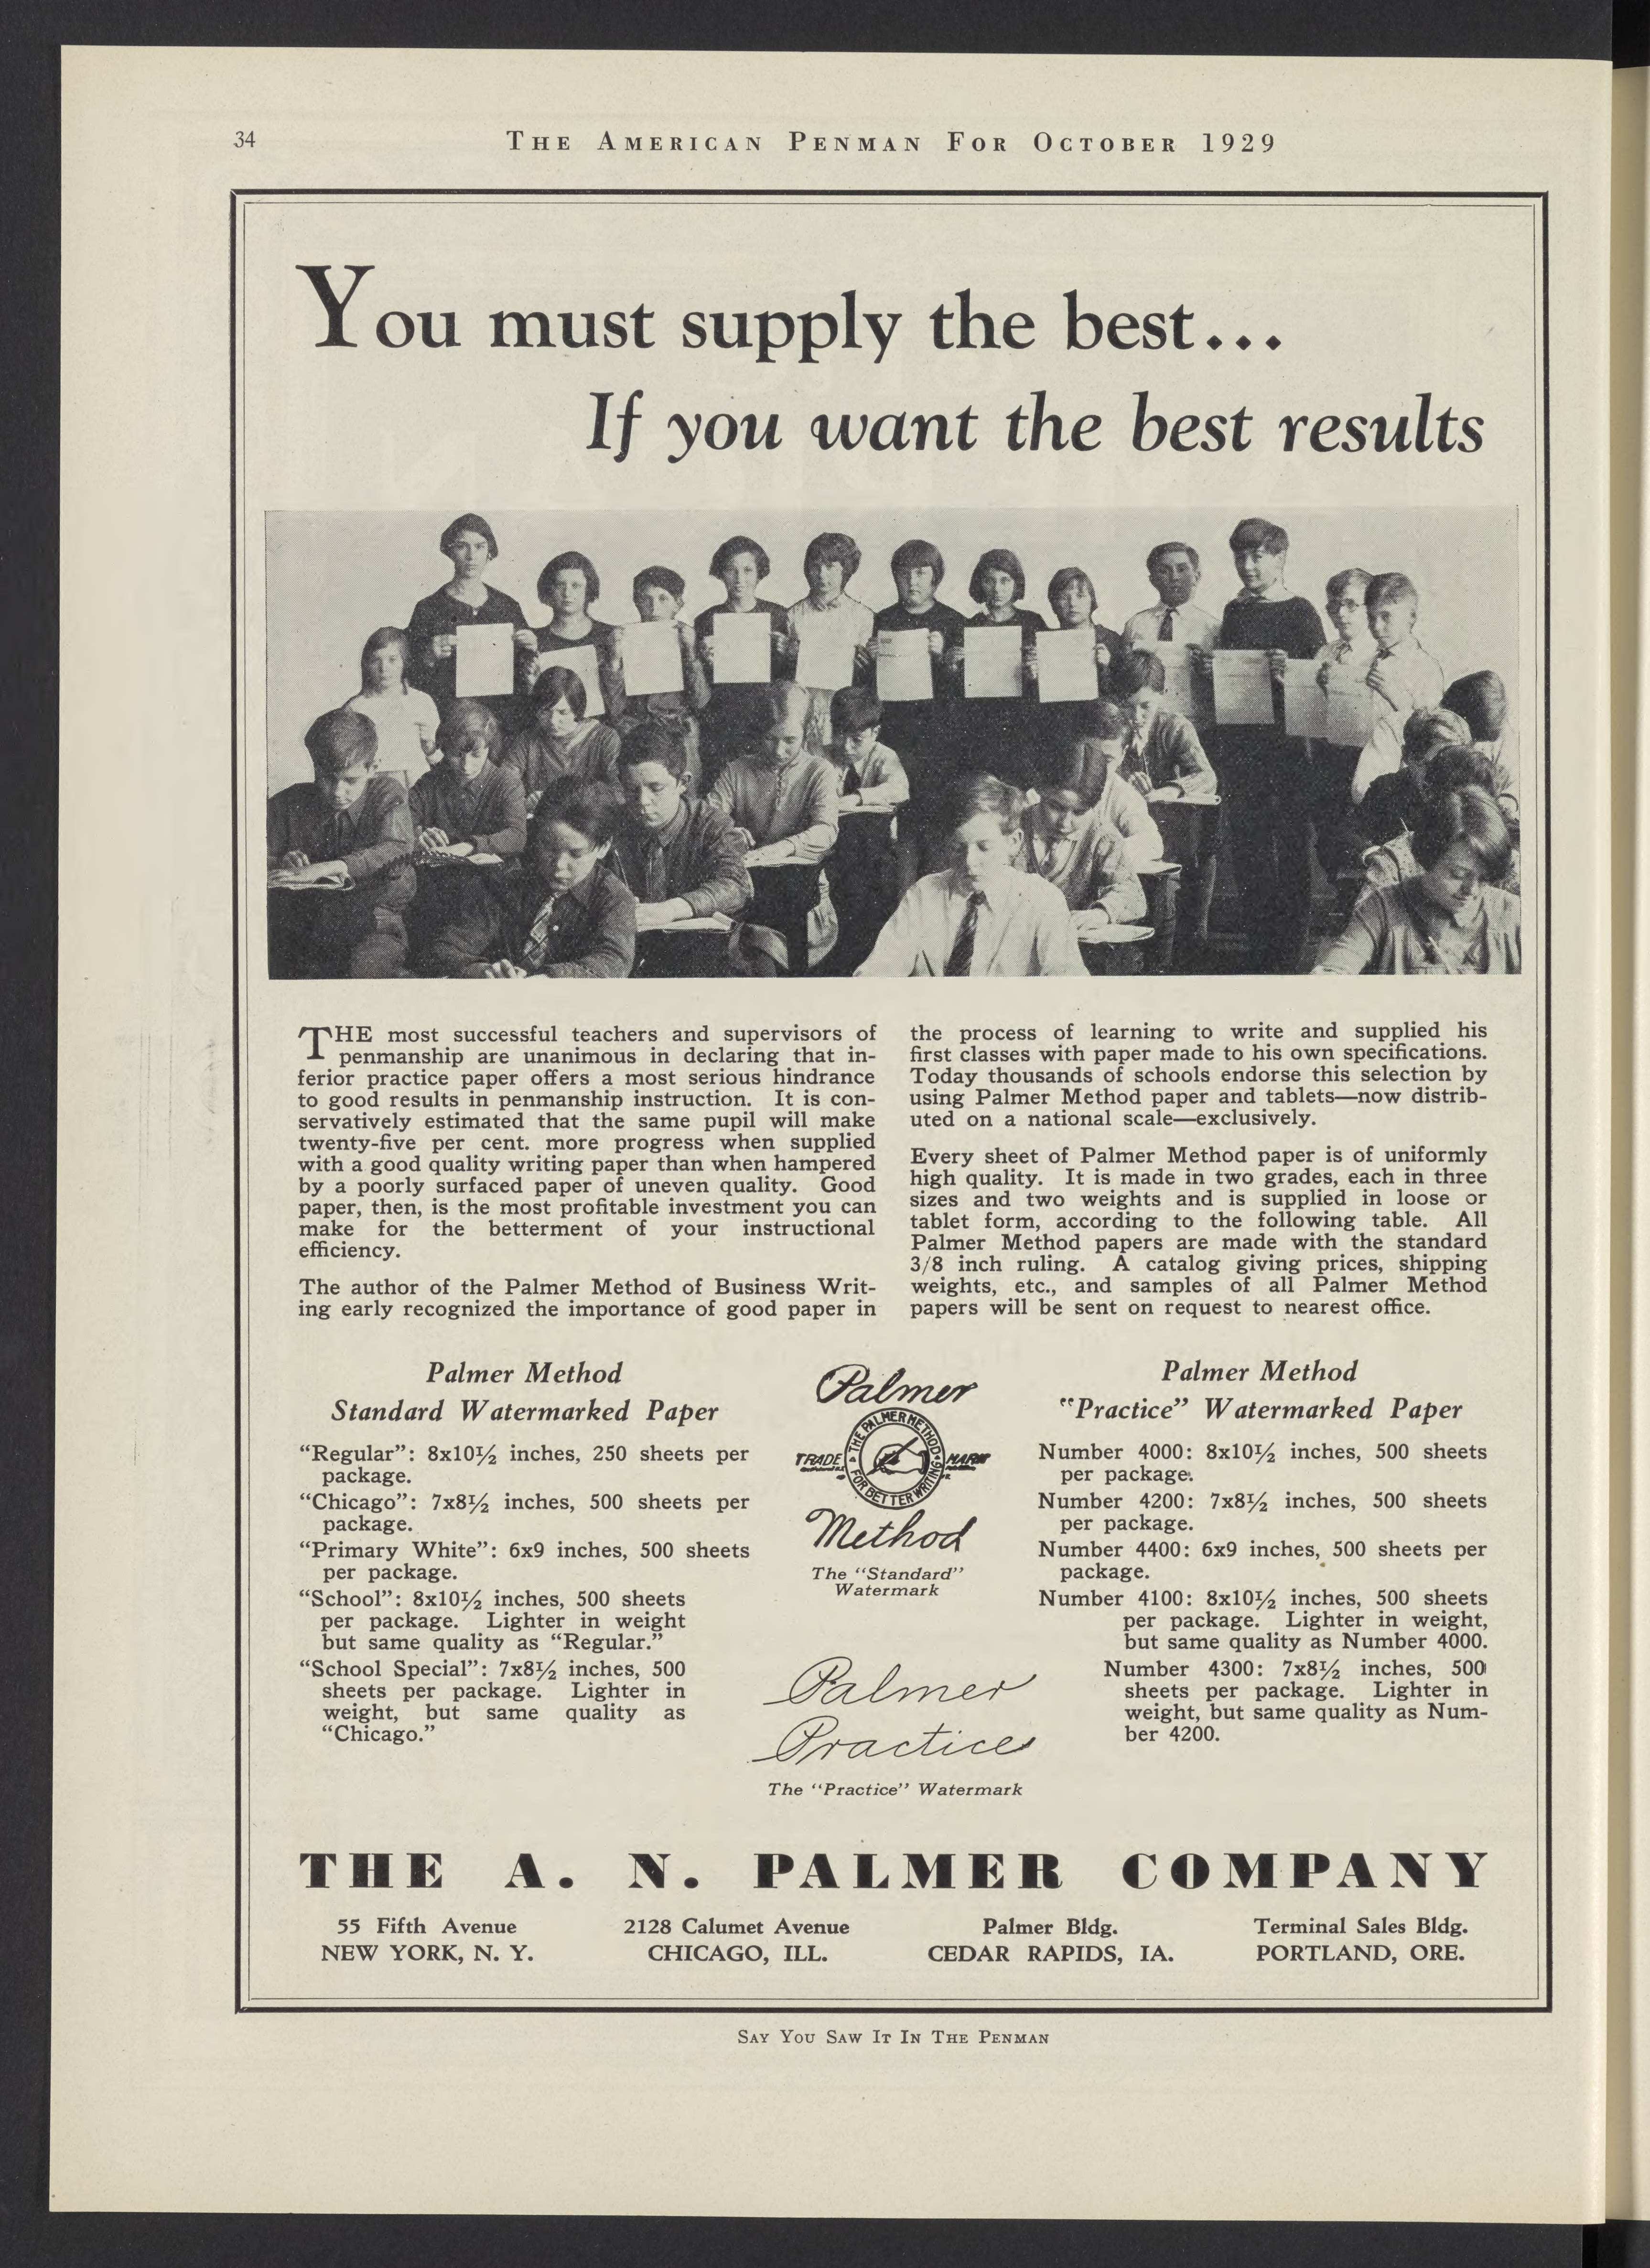 34
THE AMERICAN PENMAN FOR OCTOBER 1929
You must supply the best...
If you want the best results
THE most successful teachers and supervisors of
penmanship are unanimous in declaring that in-
ferior practice paper offers a most serious hindrance
to good results in penmanship instruction. It is con-
servatively estimated that the same pupil will make
twenty-five per cent. more progress when supplied
with a good quality writing paper than when hampered
by a poorly surfaced paper of uneven quality. Good
paper, then, is the most profitable investment you can
make for the betterment of your instructional
efficiency.
The author of the Palmer Method of Business Writ-
ing early recognized the importance of good paper in
the process of learning to write and supplied his
first classes with paper made to his own specifications.
Today thousands of schools endorse this selection by
using Palmer Method paper and tablets—now distrib-
uted on a national scale—exclusively.
Every sheet of Palmer Method paper is of uniformly
high quality. It is made in two grades, each in three
sizes and two weights and is supplied in loose or
tablet form, according to the following table. All
Palmer Method papers are made with the standard
3/8 inch ruling. A catalog giving prices, shipping
weights, etc., and samples of all Palmer Method
papers will be sent on request to nearest office.
Palmer Method
Standard Watermarked Paper
"Regular": 8x10½ inches, 250 sheets per
package.
"Chicago": 7x8½ inches, 500 sheets per
package.
"Primary White": 6x9 inches, 500 sheets
per package.
"School": 8x10½ inches, 500 sheets
per package. Lighter in weight
but same quality as "Regular."
"School Special": 7x8½ inches, 500
sheets per package. Lighter in
weight, but same quality as
"Chicago."
Palmer
THE PALMER METHOD
FOR BETTER WRITING
TRADE MARK
Method
The "Standard"
Watermark
Palmer
Practice
The "Practice" Watermark
Palmer Method
"Practice" Watermarked Paper
Number 4000: 8x10½ inches, 500 sheets
per package.
Number 4200: 7x8½ inches, 500 sheets
per package.
Number 4400: 6x9 inches, 500 sheets per
package.
Number 4100: 8x10½ inches, 500 sheets
per package. Lighter in weight,
but same quality as Number 4000.
Number 4300: 7x8½ inches, 500
sheets per package. Lighter in
weight, but same quality as Num-
ber 4200.
THE A. N. PALMER COMPANY
55 Fifth Avenue
NEW YORK, N. Y.
2128 Calumet Avenue
CHICAGO, ILL.
Palmer Bldg.
CEDAR RAPIDS, IA.
Terminal Sales Bldg.
PORTLAND, ORE.
SAY YOU SAW IT IN THE PENMAN